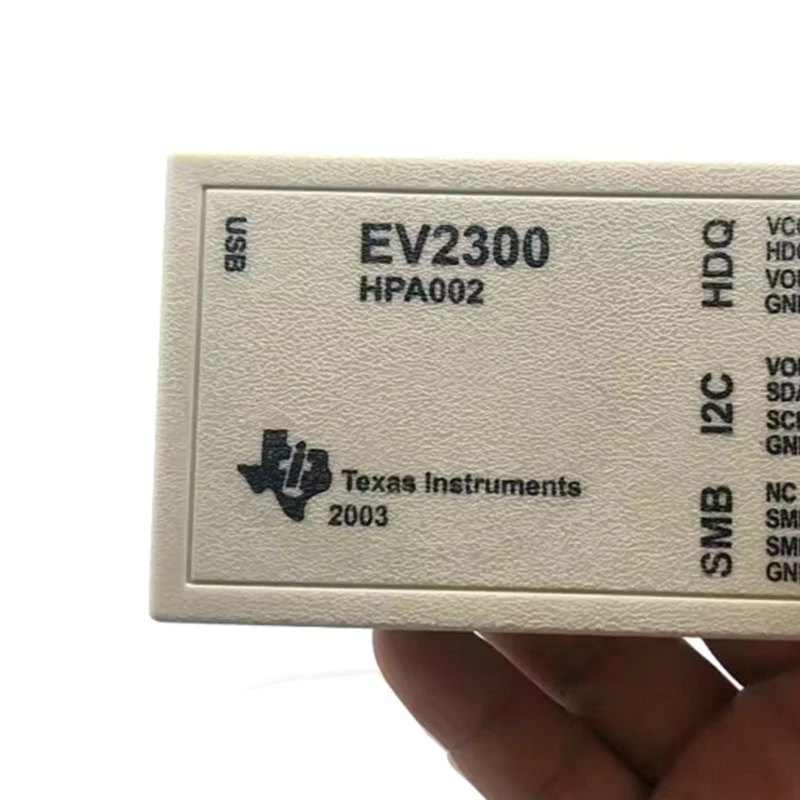 USB
EV2300
HPA002
Texas Instruments
2003
HDQ
I2C
SMB
NC